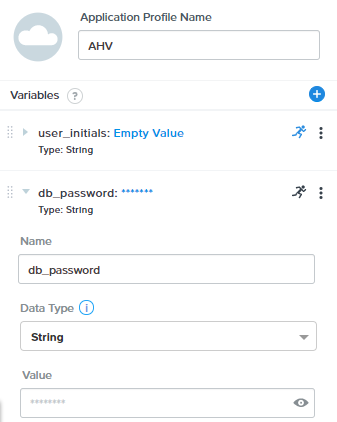 Application Profile Name
AHV
Variables ?
user_initials: Empty Value
Type: String
db_password: *******
Type: String
Name
db_password
Data Type i
String
Value
********